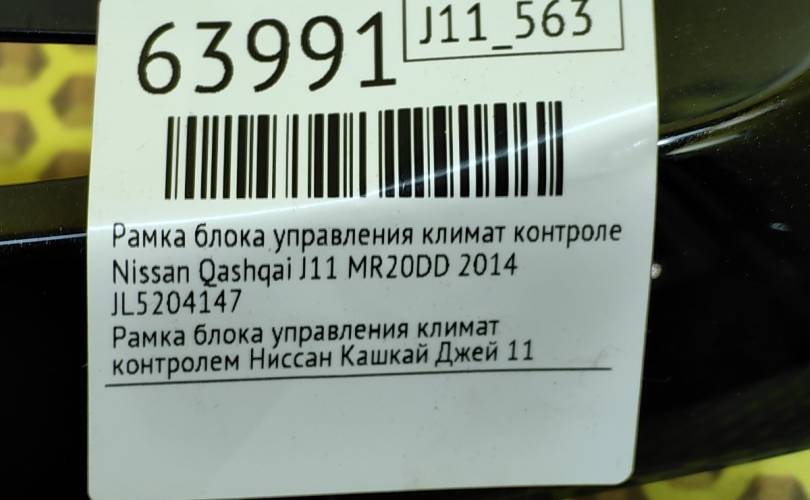 63991
J11_563
Рамка блока управления климат контроле
Nissan Qashqai J11 MR20DD 2014
JL5204147
Рамка блока управления климат
контролем Ниссан Кашкай Джей 11